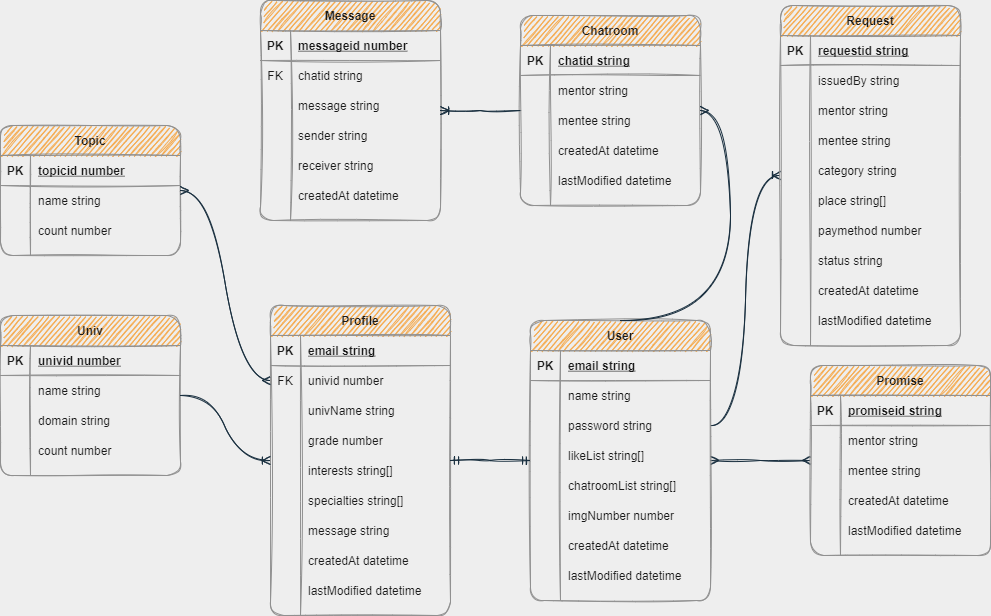 Message
PK messageid number
FK chatid string
message string
sender string
receiver string
createdAt datetime
Chatroom
PK chatid string
mentor string
mentee string
createdAt datetime
lastModified datetime
Request
PK requestid string
issuedBy string
mentor string
mentee string
category string
place string[]
paymethod number
status string
createdAt datetime
lastModified datetime
Topic
PK topicid number
name string
count number
Univ
PK univid number
name string
domain string
count number
Profile
PK email string
FK univid number
univName string
grade number
interests string[]
specialties string[]
message string
createdAt datetime
lastModified datetime
User
PK email string
name string
password string
likeList string[]
chatroomList string[]
imgNumber number
createdAt datetime
lastModified datetime
Promise
PK promiseid string
mentor string
mentee string
createdAt datetime
lastModified datetime